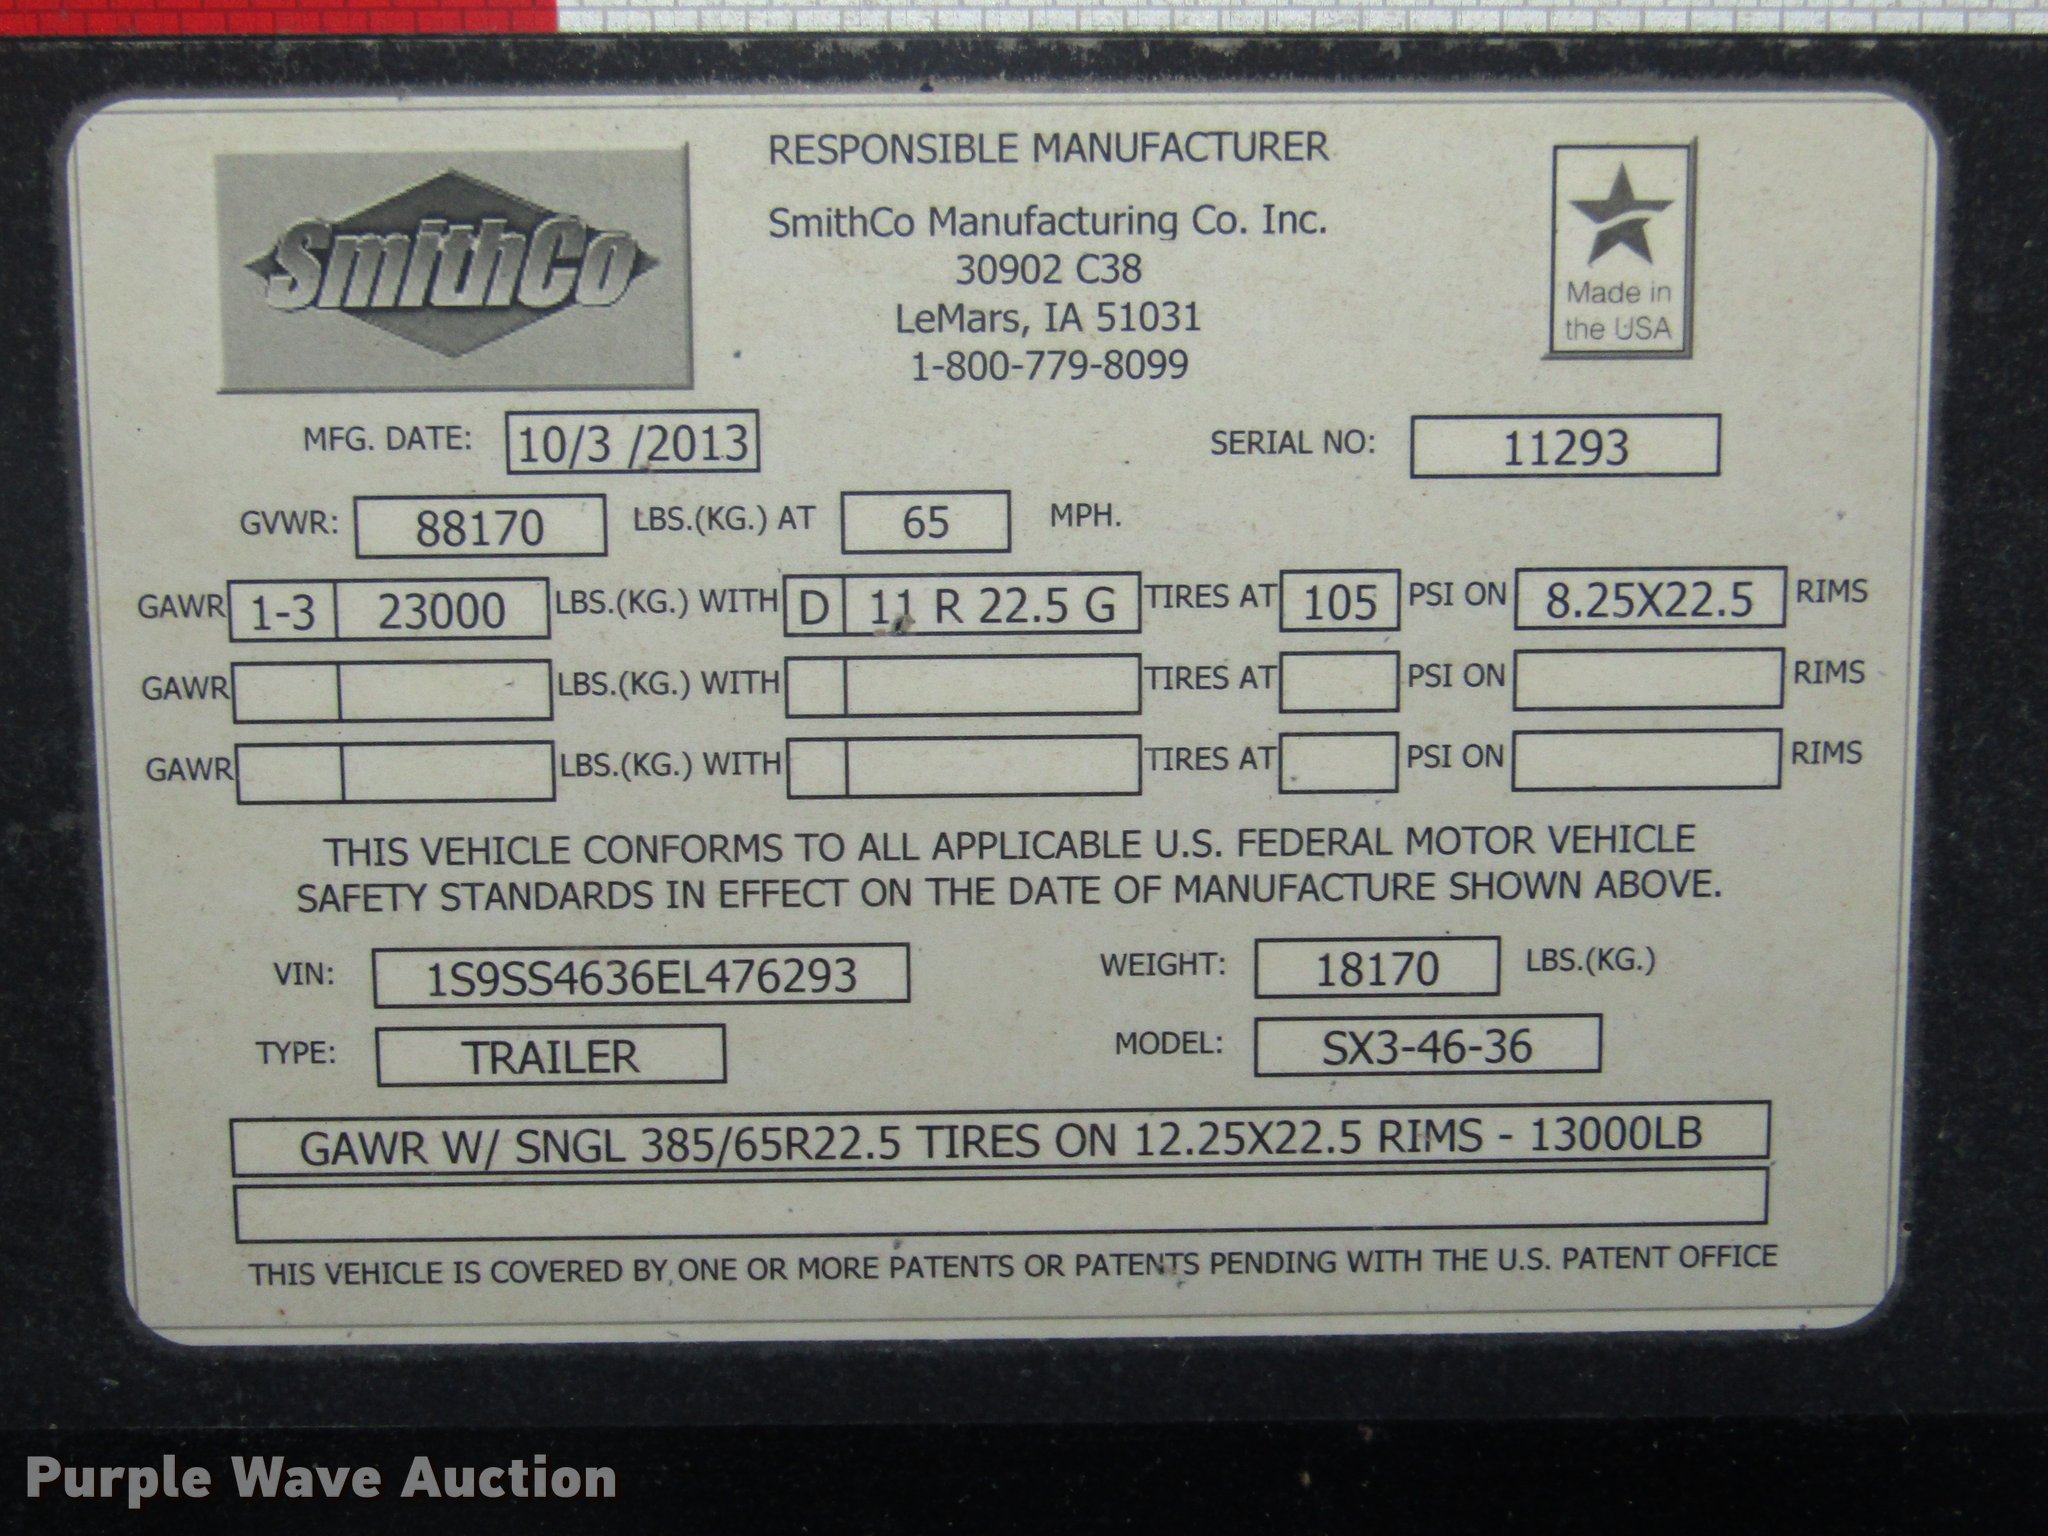 SmithCo
RESPONSIBLE MANUFACTURER
SmithCo Manufacturing Co. Inc.
30902 C38
LeMars, IA 51031
1-800-779-8099
Made in
the USA
MFG. DATE: 10/3 /2013 SERIAL NO: 11293
GVWR: 88170 LBS.(KG.) AT 65 MPH.
GAWR 1-3 23000 LBS.(KG.) WITH D 11 R 22.5 G TIRES AT 105 PSI ON 8.25X22.5 RIMS
GAWR LBS.(KG.) WITH TIRES AT PSI ON RIMS
GAWR LBS.(KG.) WITH TIRES AT PSI ON RIMS
THIS VEHICLE CONFORMS TO ALL APPLICABLE U.S. FEDERAL MOTOR VEHICLE
SAFETY STANDARDS IN EFFECT ON THE DATE OF MANUFACTURE SHOWN ABOVE.
VIN: 1S9SS4636EL476293 WEIGHT: 18170 LBS.(KG.)
TYPE: TRAILER MODEL: SX3-46-36
GAWR W/ SNGL 385/65R22.5 TIRES ON 12.25X22.5 RIMS - 13000LB
THIS VEHICLE IS COVERED BY ONE OR MORE PATENTS OR PATENTS PENDING WITH THE U.S. PATENT OFFICE
Purple Wave Auction